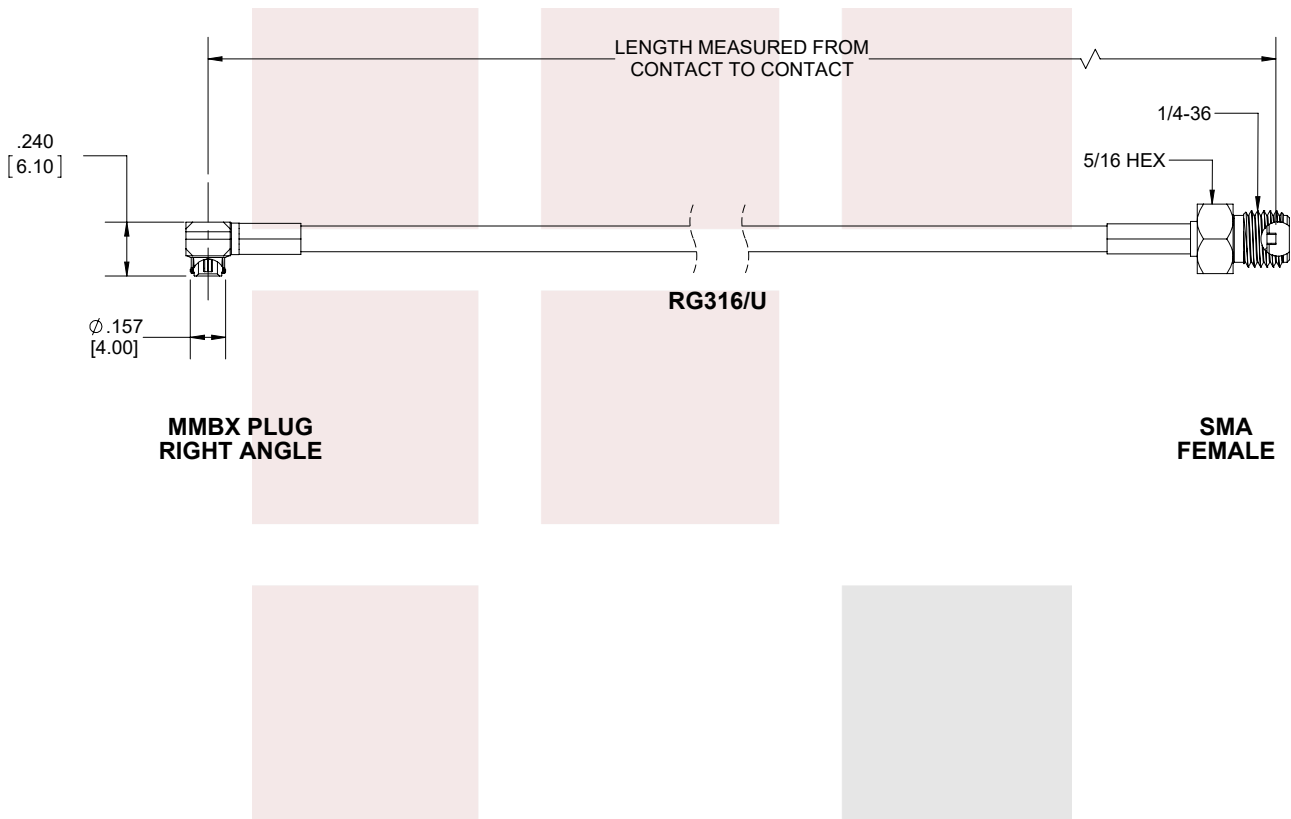 LENGTH MEASURED FROM
CONTACT TO CONTACT
1/4-36
.240
[6.10]
5/16 HEX
RG316/U
⌀.157
[4.00]
MMBX PLUG
RIGHT ANGLE
SMA
FEMALE